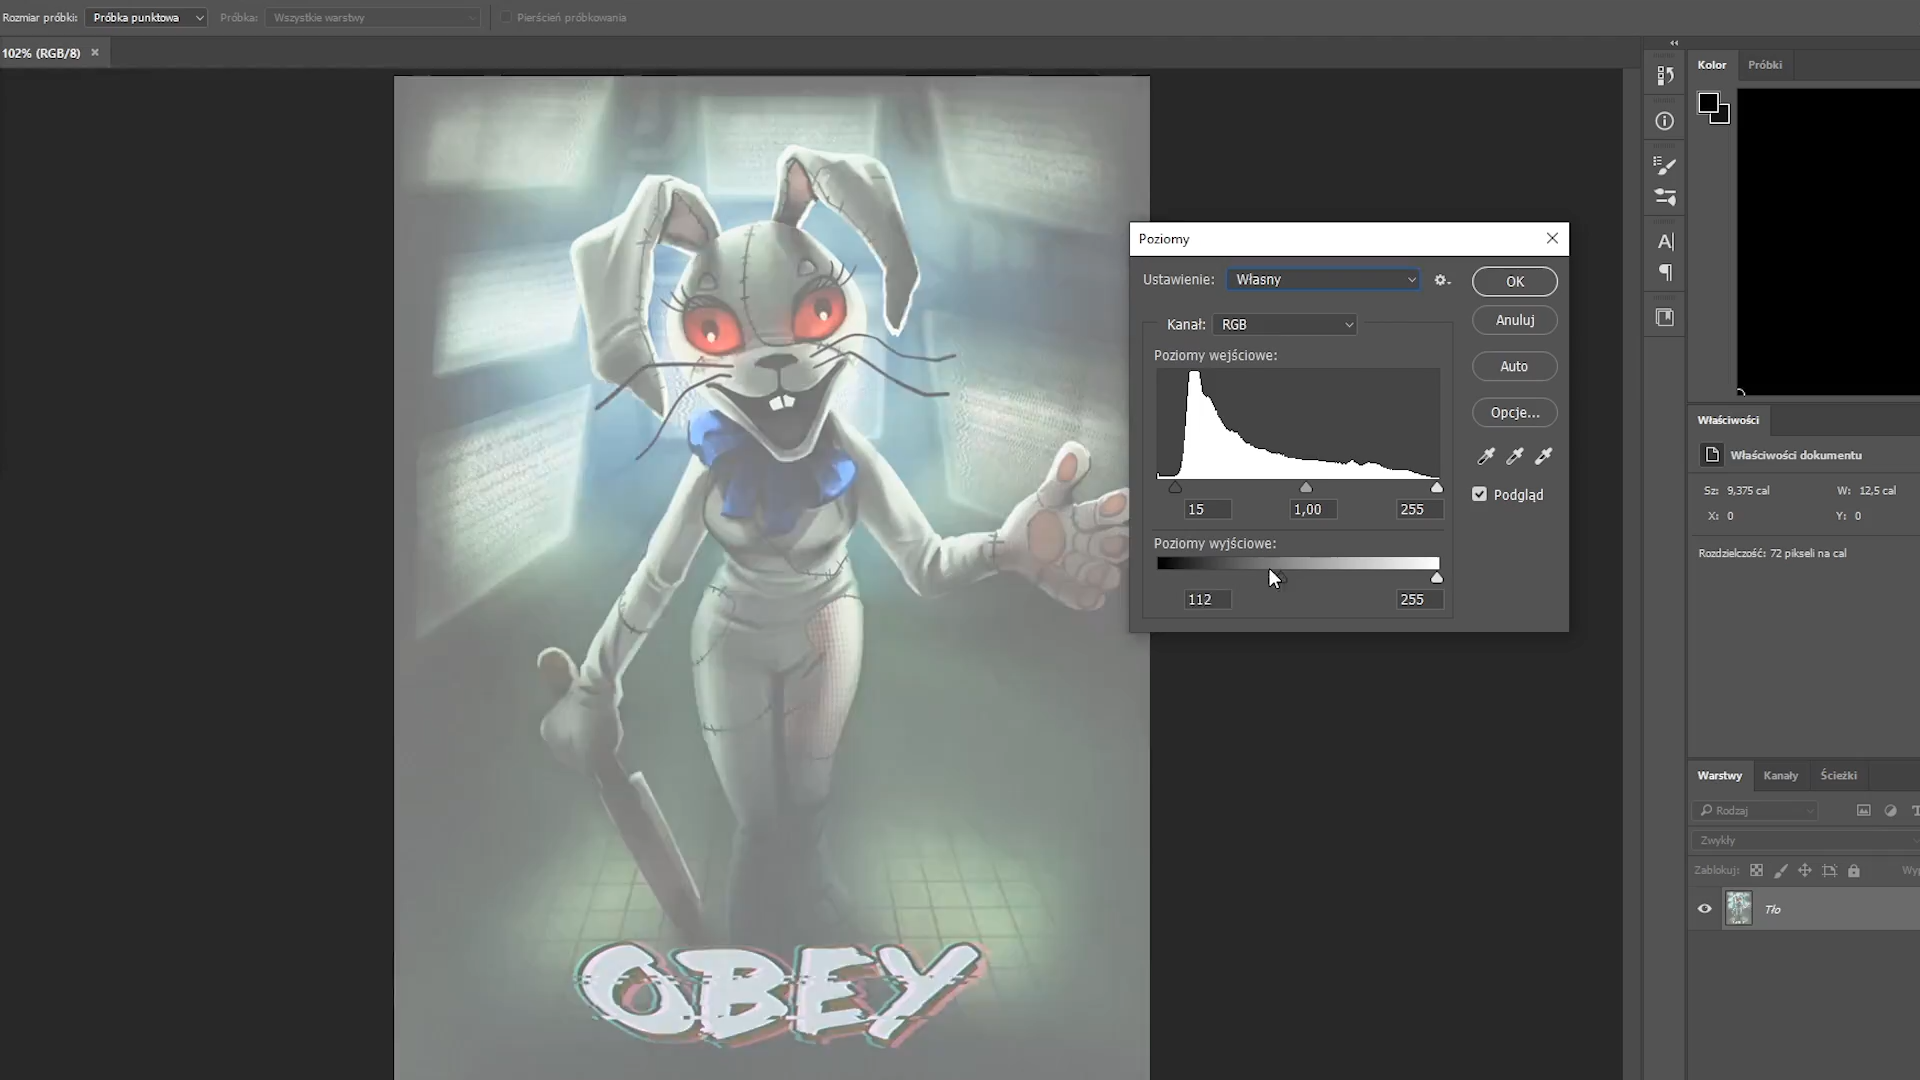 Rozmiar próbki: Próbka punktowa Próbka: Wszystkie warstwy Pierścień próbkowania
102% (RGB/8)
Kolor Próbki
Poziomy
Ustawienie: Własny
OK
Kanał: RGB
Anuluj
Poziomy wejściowe:
Auto
Opcje...
15 1,00 255
Podgląd
Poziomy wyjściowe:
112 255
Właściwości
Właściwości dokumentu
Sz: 9,375 cal W: 12,5 cal
X: 0 Y: 0
Rozdzielczość: 72 pikseli na cal
Warstwy Kanały Ścieżki
Rodzaj
Zwykły
Zablokuj:
Tło
OBEY